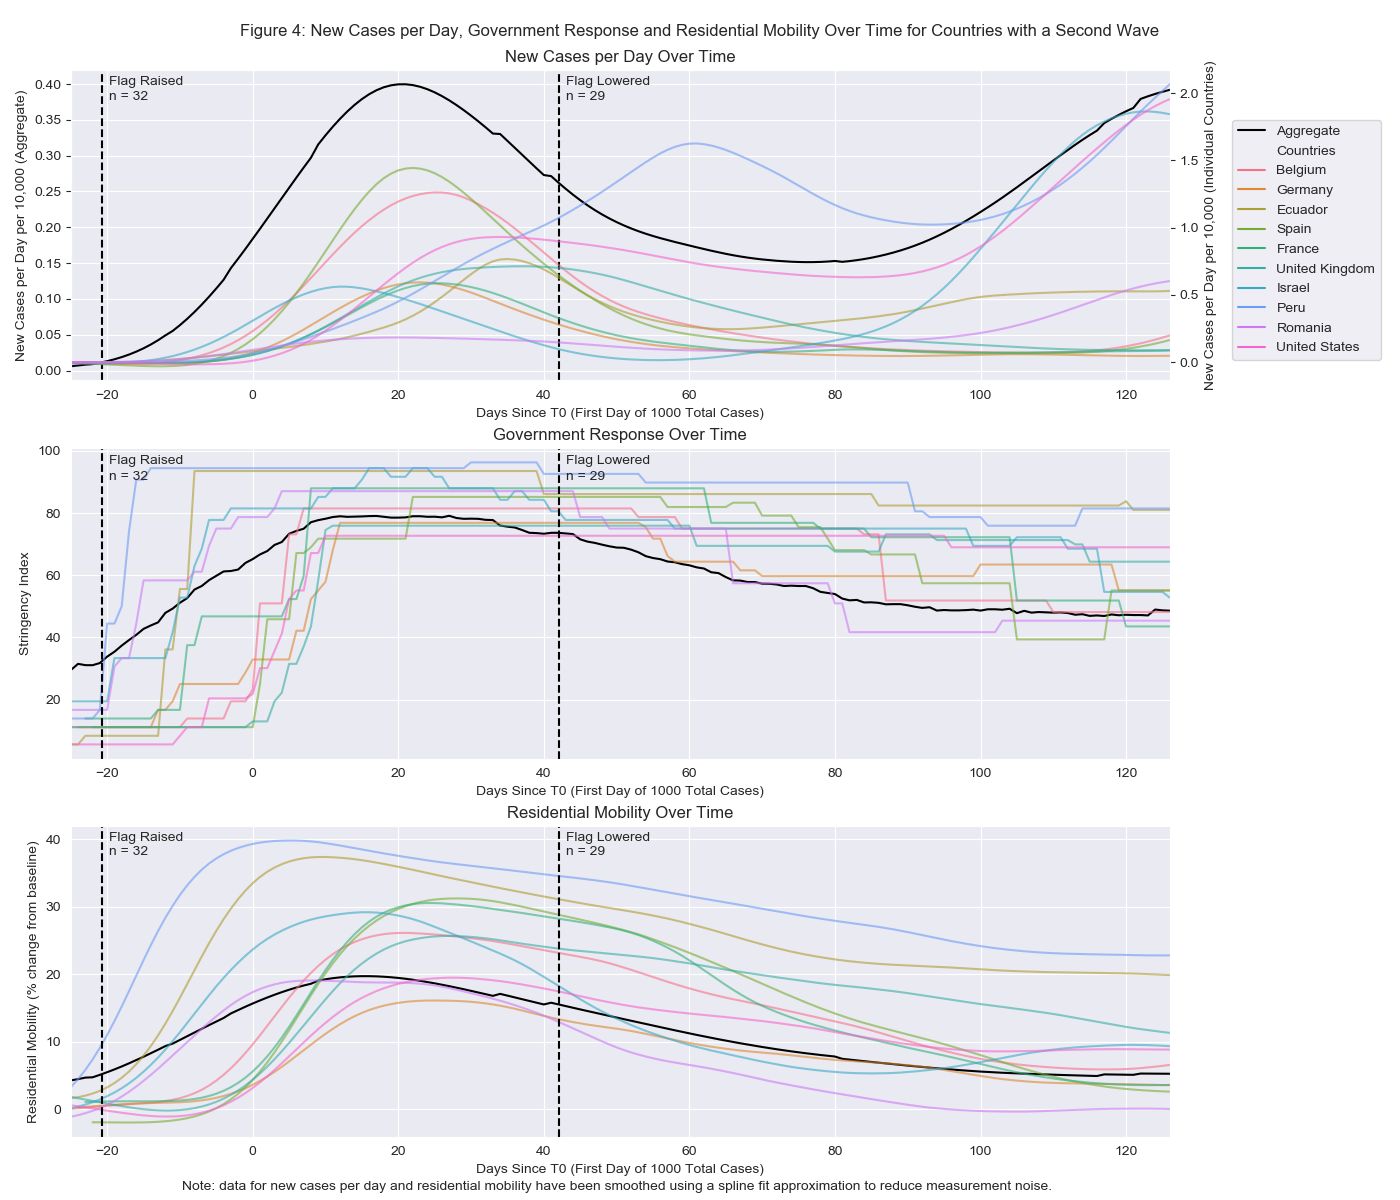 Figure 4: New Cases per Day, Government Response and Residential Mobility Over Time for Countries with a Second Wave
New Cases per Day Over Time
New Cases per Day per 10,000 (Aggregate)
0.40
0.35
0.30
0.25
0.20
0.15
0.10
0.05
0.00
Flag Raised
n = 32
Flag Lowered
n = 29
2.0
1.5
1.0
0.5
0.0
New Cases per Day per 10,000 (Individual Countries)
−20 0 20 40 60 80 100 120
Days Since T0 (First Day of 1000 Total Cases)
Aggregate
Countries
Belgium
Germany
Ecuador
Spain
France
United Kingdom
Israel
Peru
Romania
United States
Government Response Over Time
Stringency Index
100
80
60
40
20
Flag Raised
n = 32
Flag Lowered
n = 29
−20 0 20 40 60 80 100 120
Days Since T0 (First Day of 1000 Total Cases)
Residential Mobility Over Time
Residential Mobility (% change from baseline)
40
30
20
10
0
Flag Raised
n = 32
Flag Lowered
n = 29
−20 0 20 40 60 80 100 120
Days Since T0 (First Day of 1000 Total Cases)
Note: data for new cases per day and residential mobility have been smoothed using a spline fit approximation to reduce measurement noise.